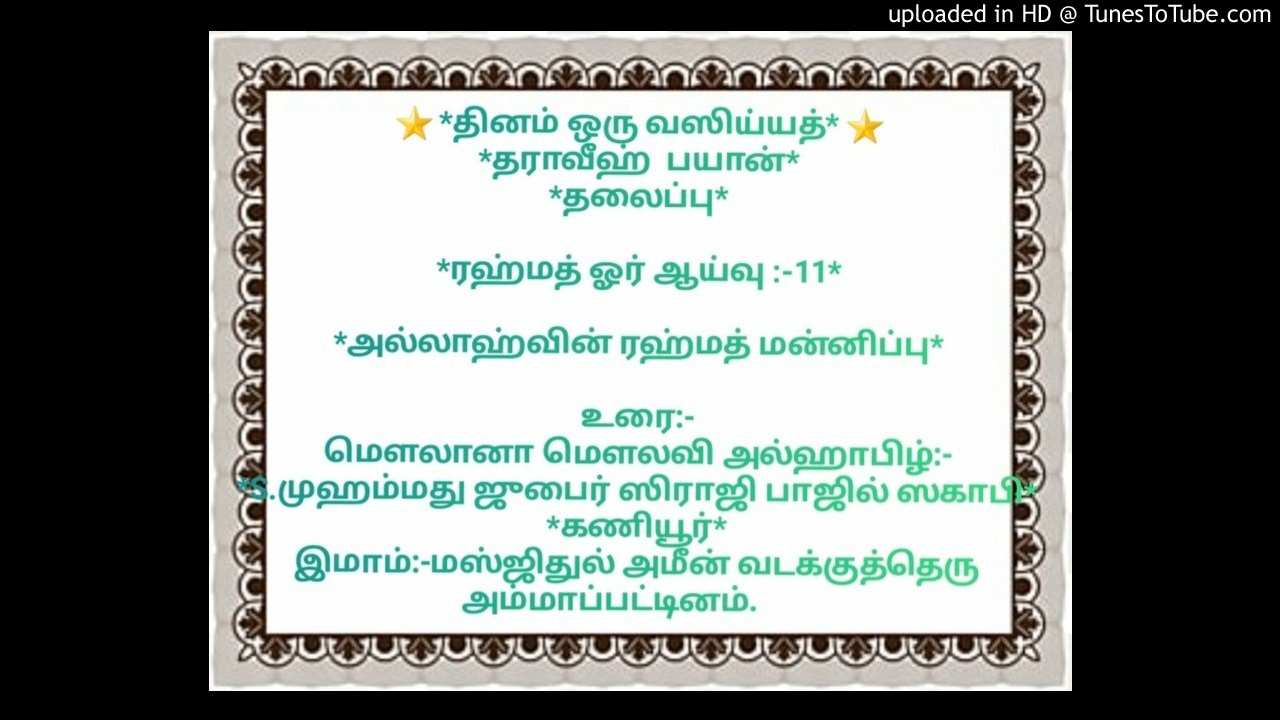 uploaded in HD @ TunesToTube.com
⭐*தினம் ஒரு வஸிய்யத்*⭐
*தராவீஹ் பயான்*
*தலைப்பு*
*ரஹ்மத் ஓர் ஆய்வு :-11*
*அல்லாஹ்வின் ரஹ்மத் மன்னிப்பு*
உரை:-
மௌலானா மௌலவி அல்ஹாபிழ்:-
*S.முஹம்மது ஜுபைர் ஸிராஜி பாஜில் ஸகாபி*
*கணியூர்*
இமாம்:-மஸ்ஜிதுல் அமீன் வடக்குத்தெரு
அம்மாப்பட்டினம்.